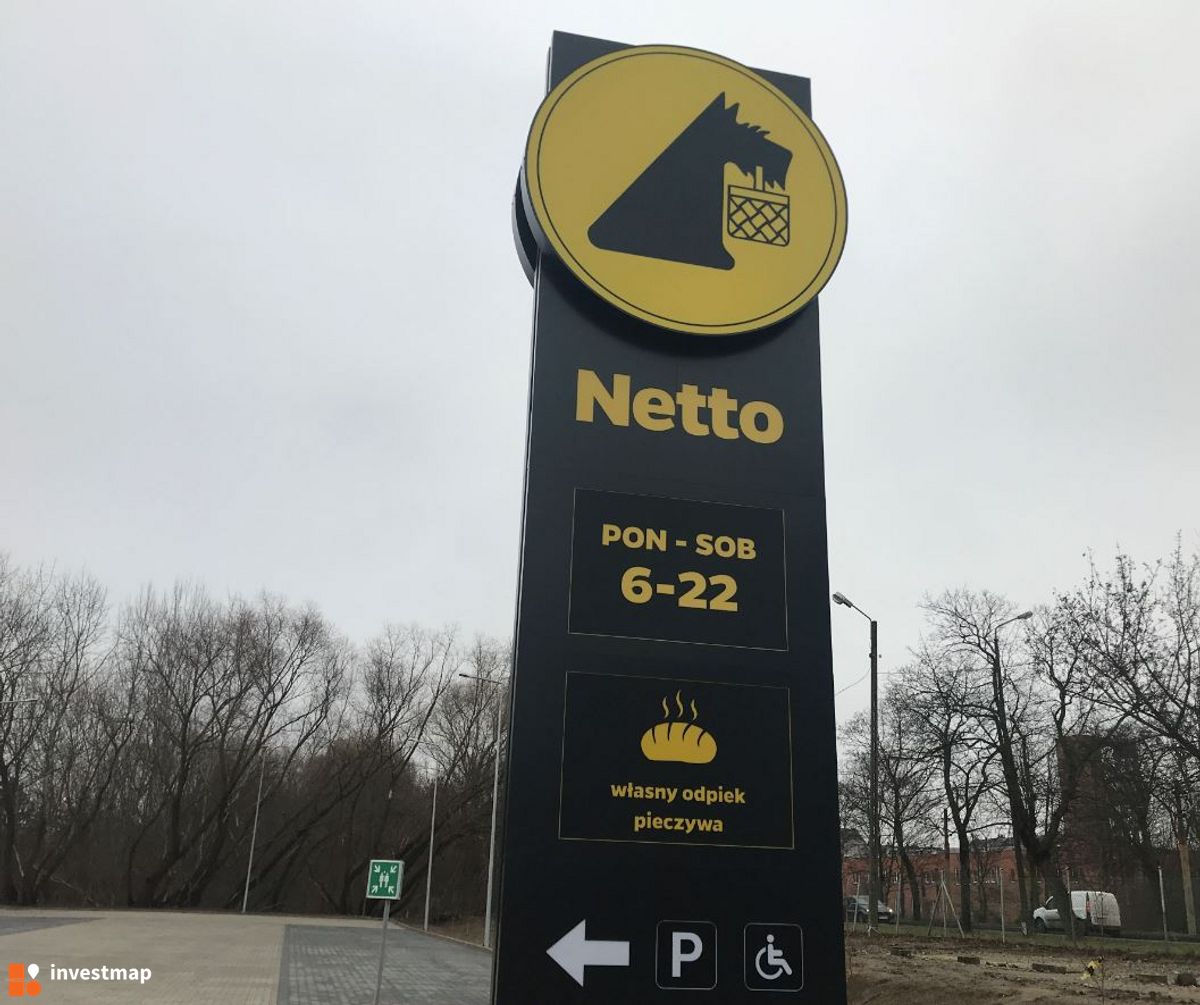 Netto
PON - SOB
6-22
własny odpiek
pieczywa
P
investmap